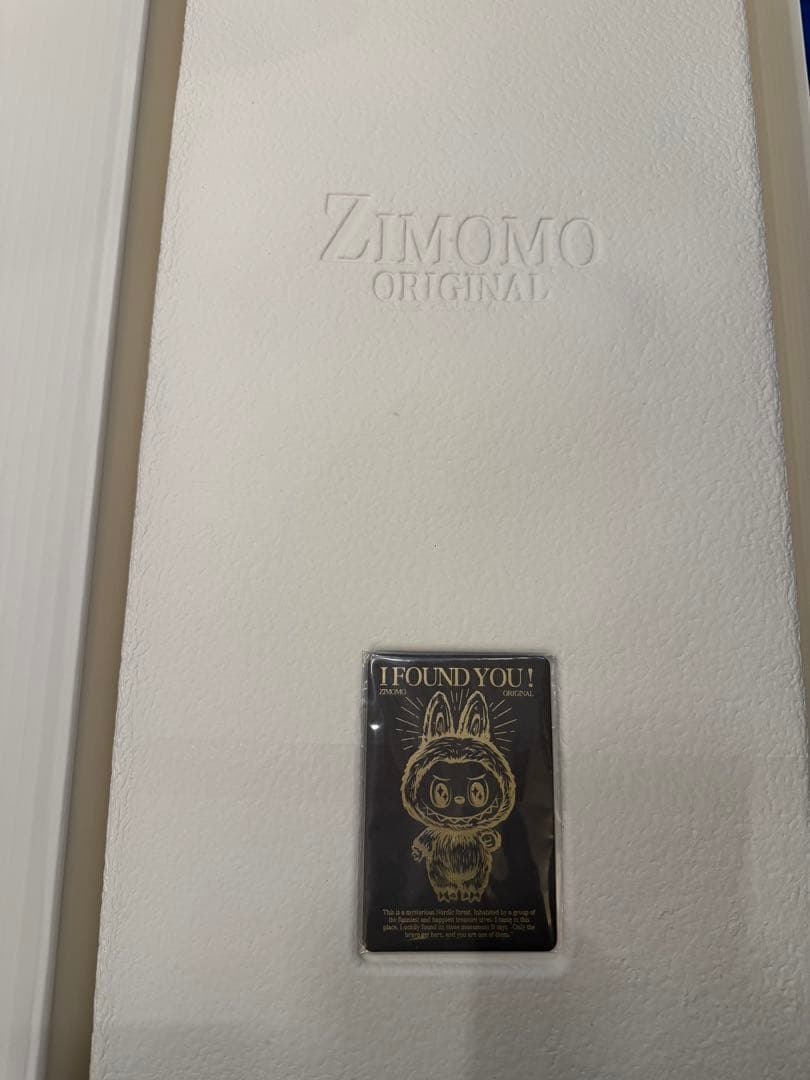 ZIMOMO
ORIGINAL
I FOUND YOU !
ZIMOMO ORIGINAL
This is a mysterious Nordic forest. Inhabited by a group of
the funniest and happiest treasure elves. I came to this
place, Luckily found its stone monument It says "Only the
brave get here, and you are one of them."